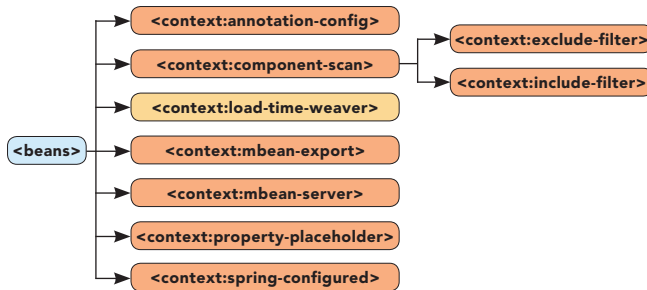 <context:annotation-config>
<context:component-scan>
<context:exclude-filter>
<context:include-filter>
<context:load-time-weaver>
<beans>
<context:mbean-export>
<context:mbean-server>
<context:property-placeholder>
<context:spring-configured>